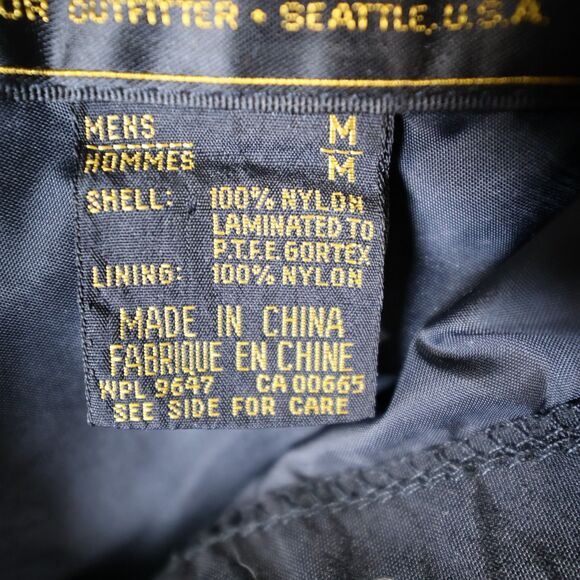 OUTFITTER • SEATTLE, U.S.A.
MENS M
HOMMES M
SHELL: 100% NYLON
LAMINATED TO
P.T.F.E GORTEX
LINING: 100% NYLON
MADE IN CHINA
FABRIQUE EN CHINE
WPL 9647 CA 00665
SEE SIDE FOR CARE